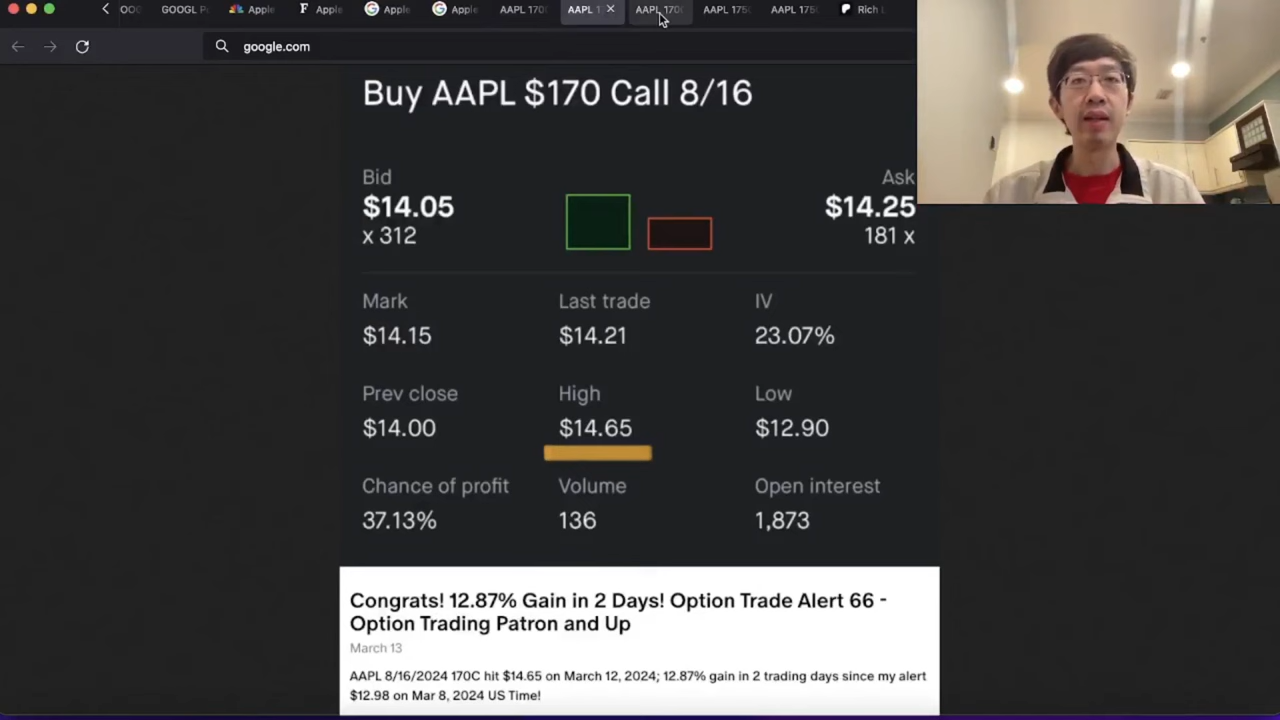 OO
GOOGL P
Apple
Apple
Apple
Apple
AAPL 170
AAPL 1
AAPL 170
AAPL 175
AAPL 175
Rich L
google.com
Buy AAPL $170 Call 8/16
Bid
Ask
$14.05
$14.25
x 312
181 x
Mark
Last trade
IV
$14.15
$14.21
23.07%
Prev close
High
Low
$14.00
$14.65
$12.90
Chance of profit
Volume
Open interest
37.13%
136
1,873
Congrats! 12.87% Gain in 2 Days! Option Trade Alert 66 -
Option Trading Patron and Up
March 13
AAPL 8/16/2024 170C hit $14.65 on March 12, 2024; 12.87% gain in 2 trading days since my alert
$12.98 on Mar 8, 2024 US Time!